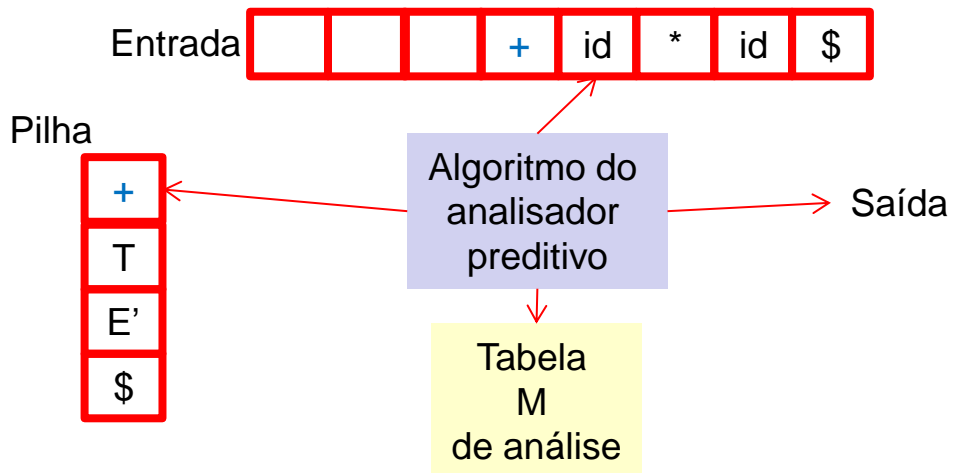 Entrada + id * id $
Pilha
+
T
E’
$
Algoritmo do
analisador
preditivo
Saída
Tabela
M
de análise